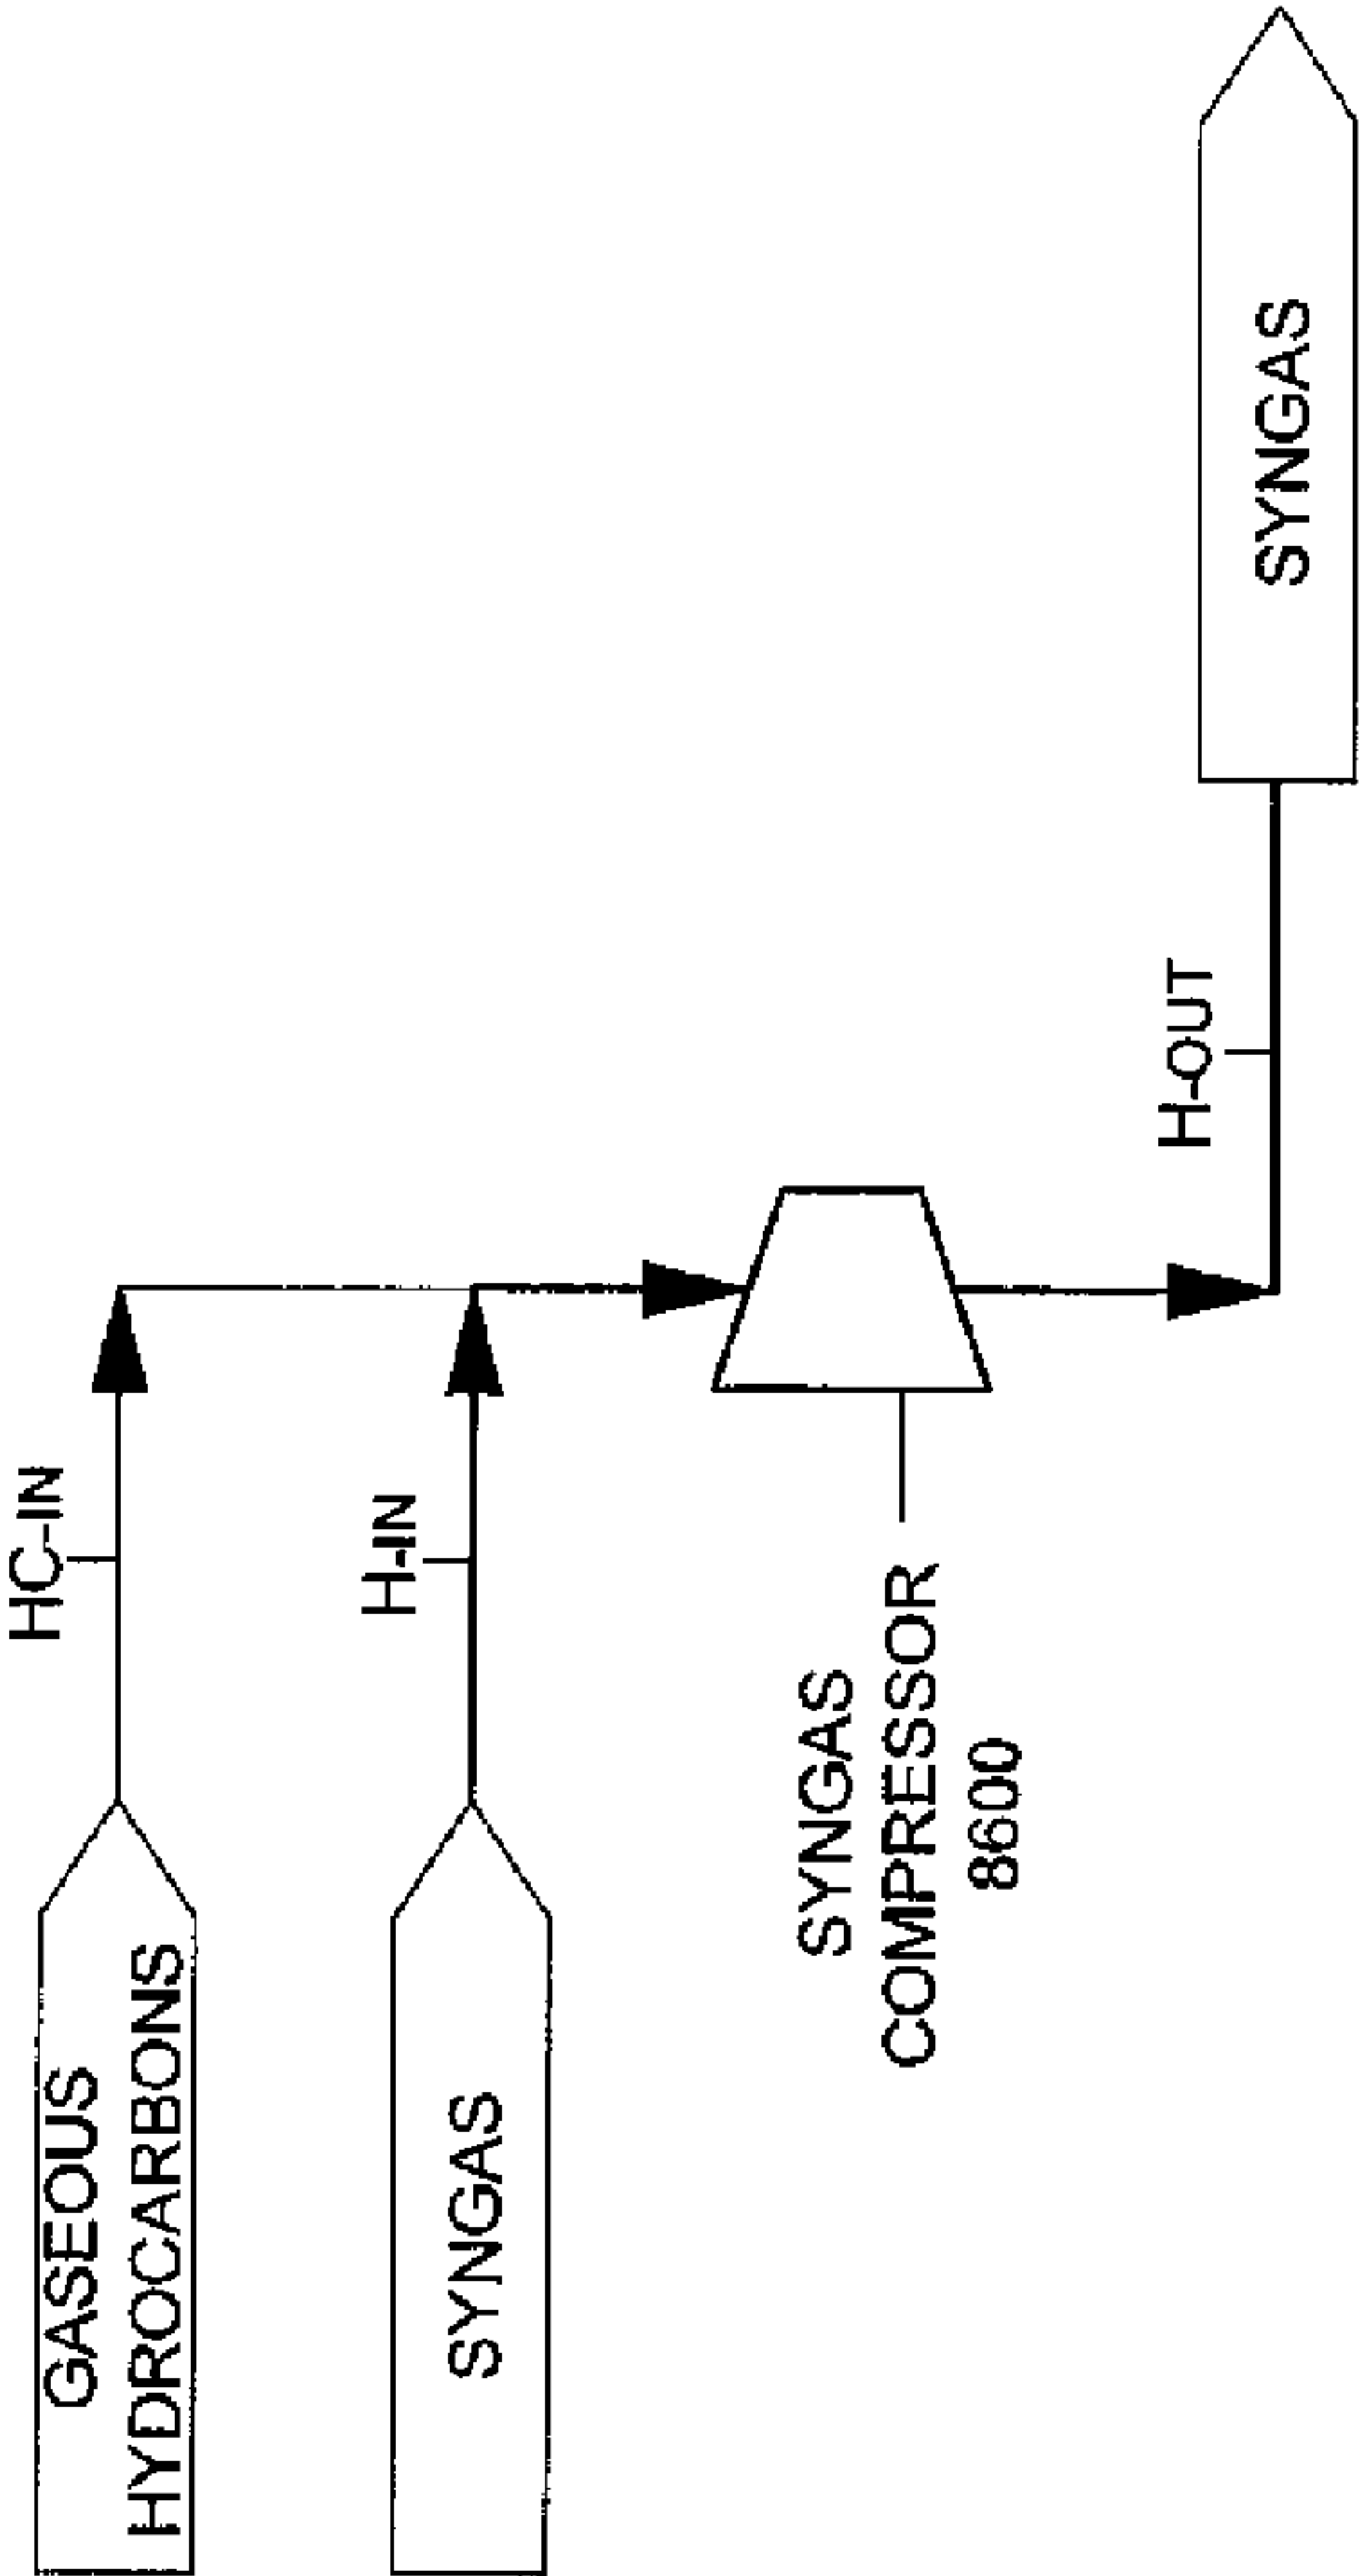 GASEOUS
HYDROCARBONS
HC-IN
SYNGAS
H-IN
SYNGAS
COMPRESSOR
8600
H-OUT
SYNGAS